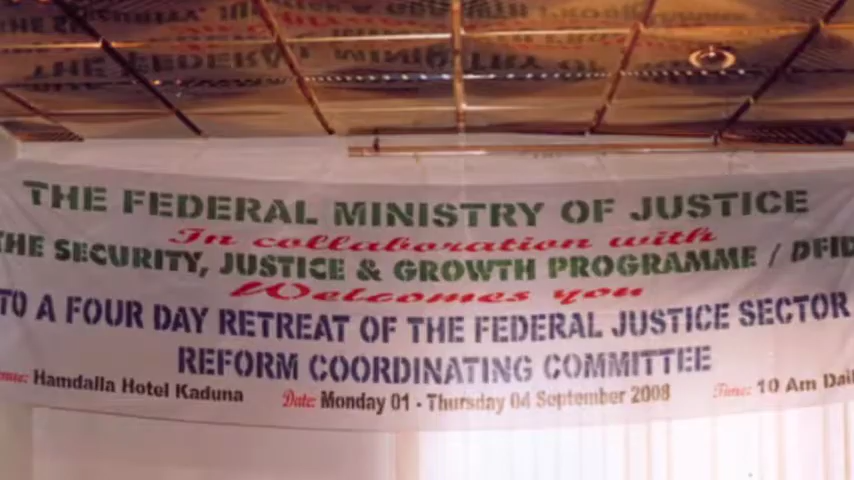 THE FEDERAL MINISTRY OF JUSTICE
In collaboration with
THE SECURITY, JUSTICE & GROWTH PROGRAMME / DFID
Welcomes you
TO A FOUR DAY RETREAT OF THE FEDERAL JUSTICE SECTOR
REFORM COORDINATING COMMITTEE
Hamdalla Hotel Kaduna Date: Monday 01 - Thursday 04 September 2008 Time: 10 Am